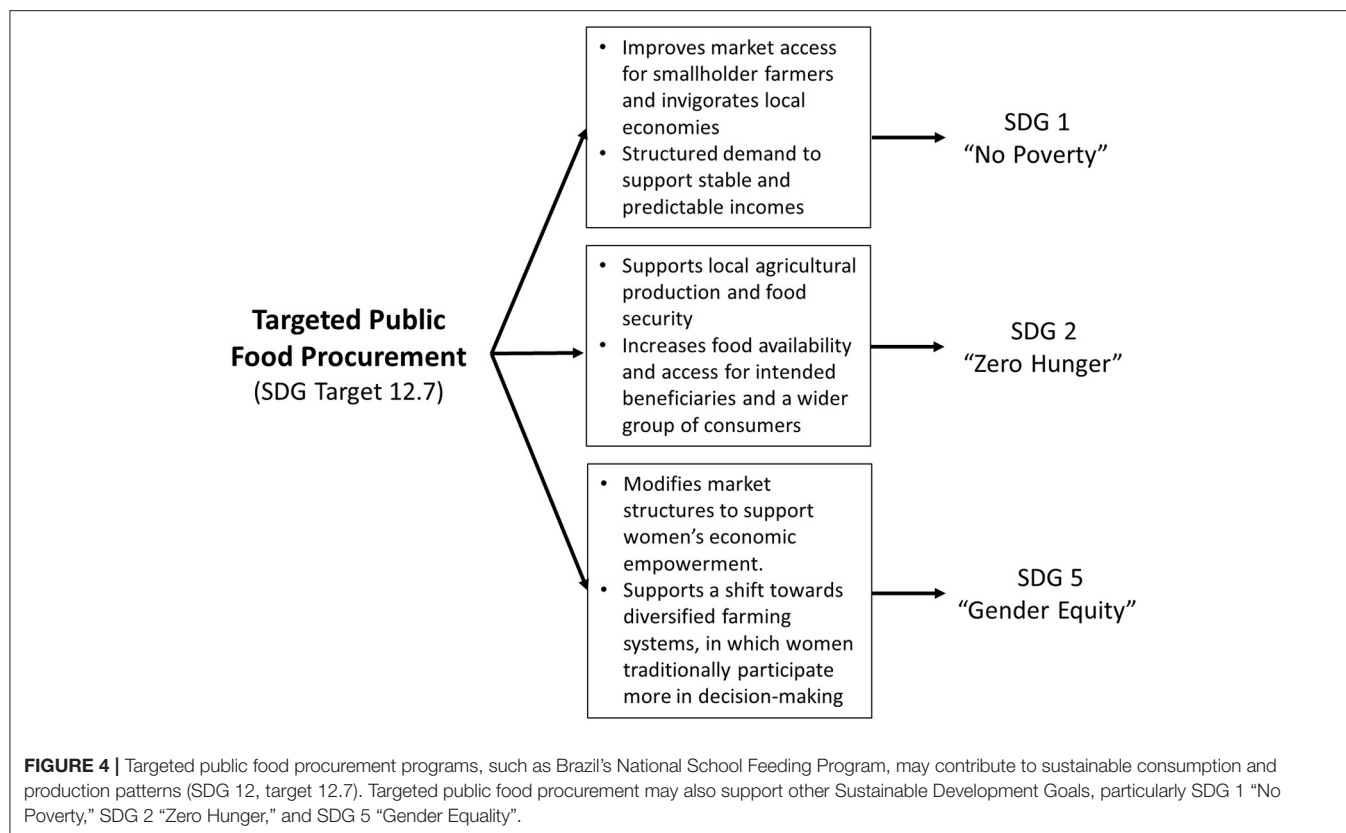 • Improves market access
for smallholder farmers
and invigorates local
economies
• Structured demand to
support stable and
predictable incomes
SDG 1
“No Poverty”
Targeted Public
Food Procurement
(SDG Target 12.7)
• Supports local agricultural
production and food
security
• Increases food availability
and access for intended
beneficiaries and a wider
group of consumers
SDG 2
“Zero Hunger”
• Modifies market
structures to support
women’s economic
empowerment.
• Supports a shift towards
diversified farming
systems, in which women
traditionally participate
more in decision-making
SDG 5
“Gender Equity”
FIGURE 4 | Targeted public food procurement programs, such as Brazil’s National School Feeding Program, may contribute to sustainable consumption and
production patterns (SDG 12, target 12.7). Targeted public food procurement may also support other Sustainable Development Goals, particularly SDG 1 “No
Poverty,” SDG 2 “Zero Hunger,” and SDG 5 “Gender Equality”.